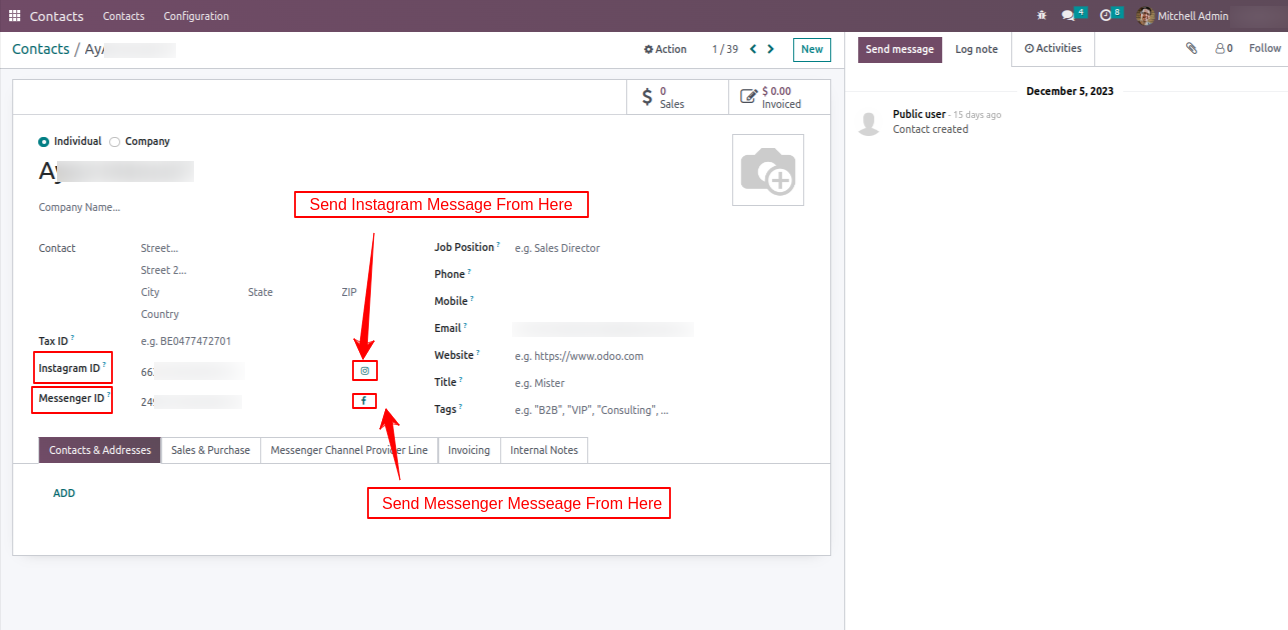 Contacts Contacts Configuration 4 8 Mitchell Admin
Contacts / Ay
Action 1 / 39 New
Send message Log note Activities 0 Follow
$ 0 Sales
$ 0.00 Invoiced
December 5, 2023
Public user - 15 days ago
Contact created
Individual Company
Ay
Company Name...
Send Instagram Message From Here
Contact Street...
Street 2...
City State ZIP
Country
Tax ID ? e.g. BE0477472701
Instagram ID ? 66
Messenger ID ? 249
Job Position ? e.g. Sales Director
Phone ?
Mobile ?
Email ?
Website ? e.g. https://www.odoo.com
Title ? e.g. Mister
Tags ? e.g. "B2B", "VIP", "Consulting", ...
Contacts & Addresses Sales & Purchase Messenger Channel Provider Line Invoicing Internal Notes
ADD
Send Messenger Messeage From Here